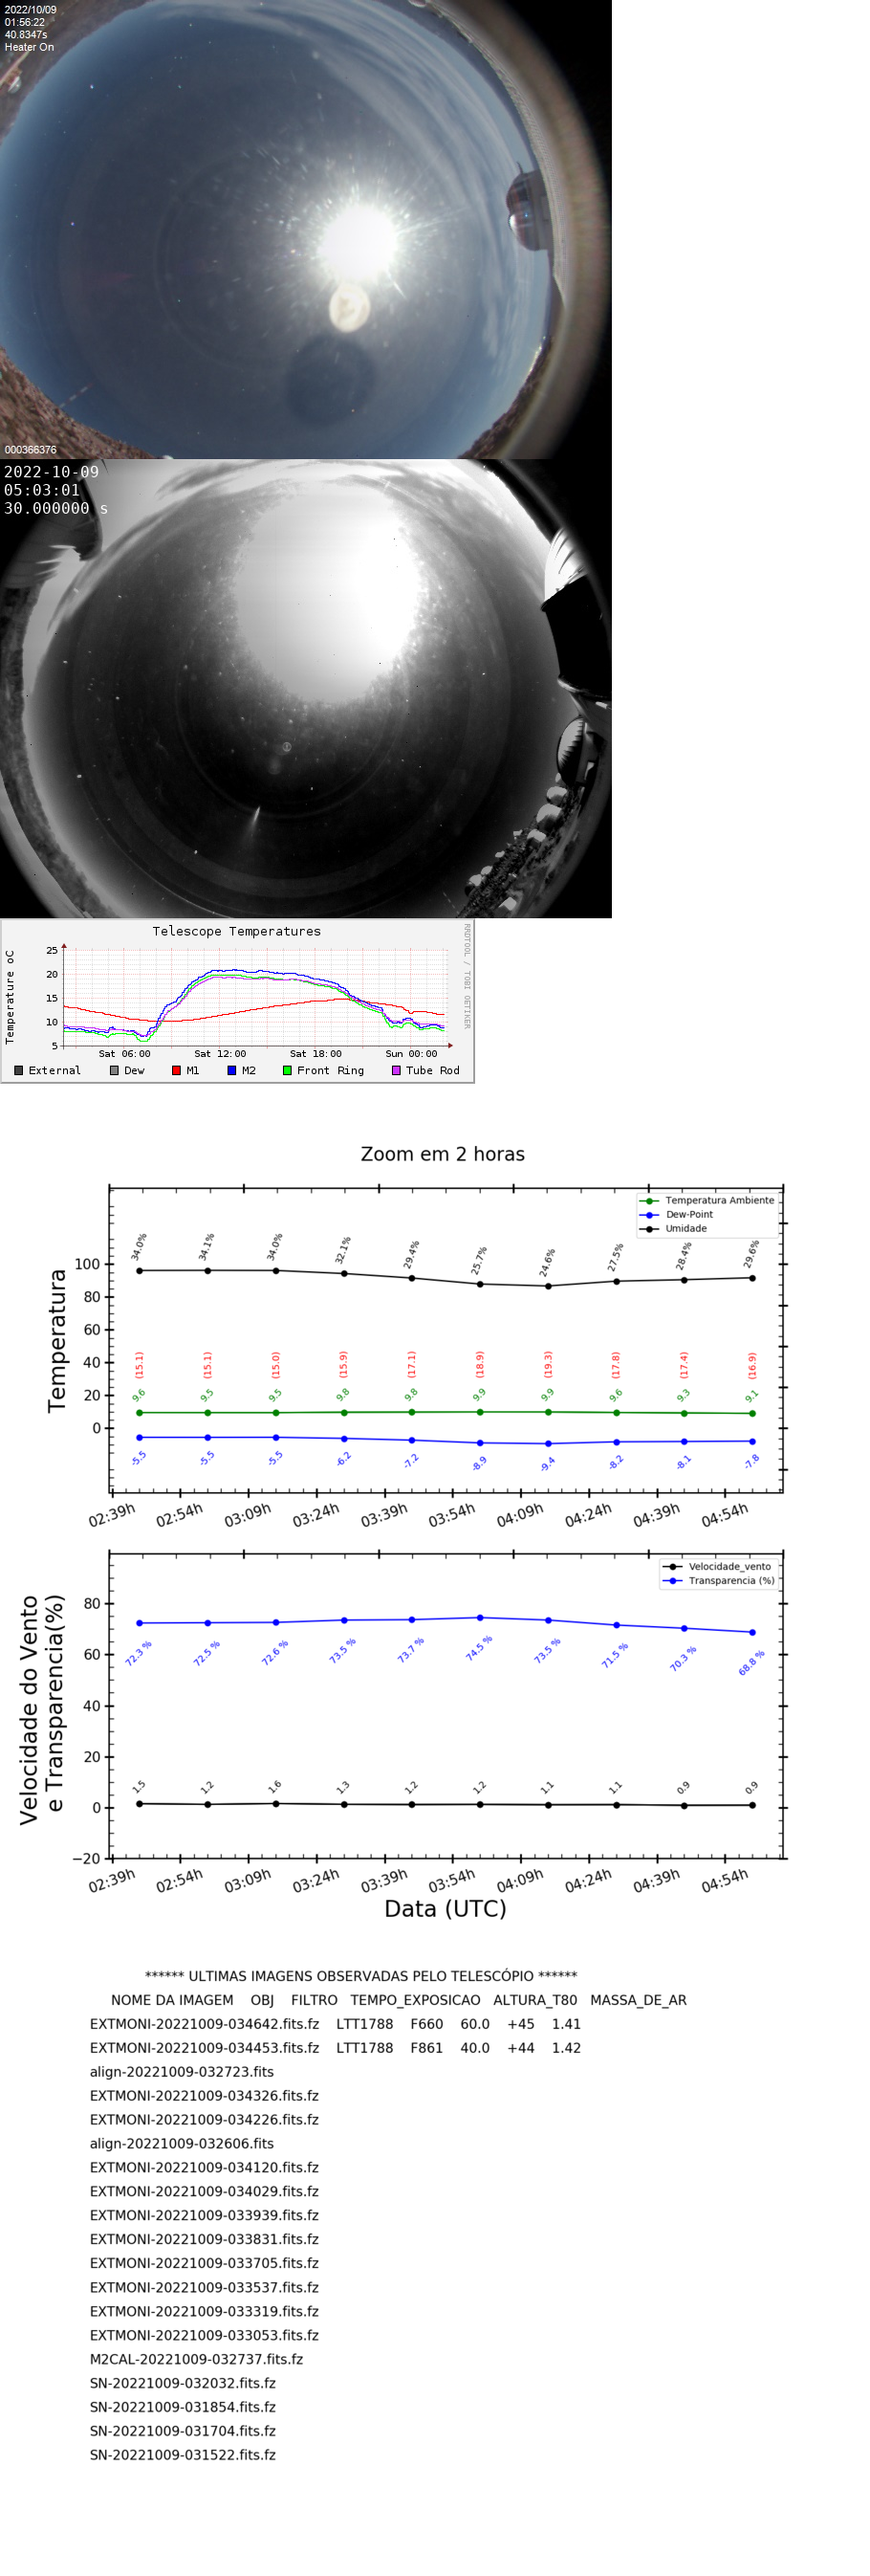 2022/10/09
01:56:22
40.8347s
Heater On
000366376
2022-10-09
05:03:01
30.000000 s
Telescope Temperatures
RRDTOOL / TOBI OETIKER
Temperature oC
25
20
15
10
5
Sat 06:00 Sat 12:00 Sat 18:00 Sun 00:00
External Dew M1 M2 Front Ring Tube Rod
Zoom em 2 horas
Temperatura Ambiente
Dew-Point
Umidade
Temperatura
100
80
60
40
20
0
34.0% 34.1% 34.0% 32.1% 29.4% 25.7% 24.6% 27.5% 28.4% 29.6%
(15.1) (15.1) (15.0) (15.9) (17.1) (18.9) (19.3) (17.8) (17.4) (16.9)
9.6 9.5 9.5 9.8 9.8 9.9 9.9 9.6 9.3 9.1
-5.5 -5.5 -5.5 -6.2 -7.2 -8.9 -9.4 -8.2 -8.1 -7.8
02:39h 02:54h 03:09h 03:24h 03:39h 03:54h 04:09h 04:24h 04:39h 04:54h
Velocidade_vento
Transparencia (%)
Velocidade do Vento
e Transparencia(%)
80
60
40
20
0
−20
72.3 % 72.5 % 72.6 % 73.5 % 73.7 % 74.5 % 73.5 % 71.5 % 70.3 % 68.8 %
1.5 1.2 1.6 1.3 1.2 1.2 1.1 1.1 0.9 0.9
02:39h 02:54h 03:09h 03:24h 03:39h 03:54h 04:09h 04:24h 04:39h 04:54h
Data (UTC)
****** ULTIMAS IMAGENS OBSERVADAS PELO TELESCÓPIO ******
NOME DA IMAGEM OBJ FILTRO TEMPO_EXPOSICAO ALTURA_T80 MASSA_DE_AR
EXTMONI-20221009-034642.fits.fz LTT1788 F660 60.0 +45 1.41
EXTMONI-20221009-034453.fits.fz LTT1788 F861 40.0 +44 1.42
align-20221009-032723.fits
EXTMONI-20221009-034326.fits.fz
EXTMONI-20221009-034226.fits.fz
align-20221009-032606.fits
EXTMONI-20221009-034120.fits.fz
EXTMONI-20221009-034029.fits.fz
EXTMONI-20221009-033939.fits.fz
EXTMONI-20221009-033831.fits.fz
EXTMONI-20221009-033705.fits.fz
EXTMONI-20221009-033537.fits.fz
EXTMONI-20221009-033319.fits.fz
EXTMONI-20221009-033053.fits.fz
M2CAL-20221009-032737.fits.fz
SN-20221009-032032.fits.fz
SN-20221009-031854.fits.fz
SN-20221009-031704.fits.fz
SN-20221009-031522.fits.fz